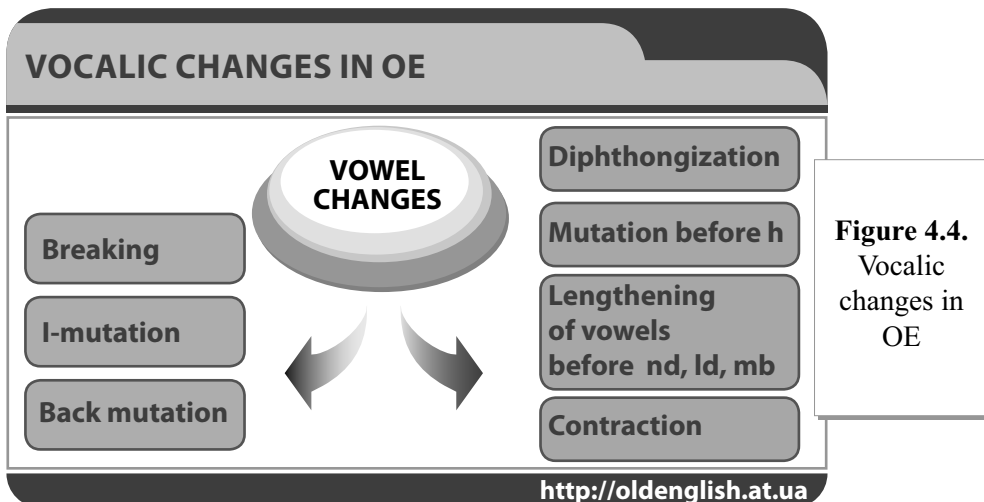 VOCALIC CHANGES IN OE
VOWEL
CHANGES
Breaking
I-mutation
Back mutation
Diphthongization
Mutation before h
Lengthening
of vowels
before nd, ld, mb
Contraction
http://oldenglish.at.ua
Figure 4.4.
Vocalic
changes in
OE